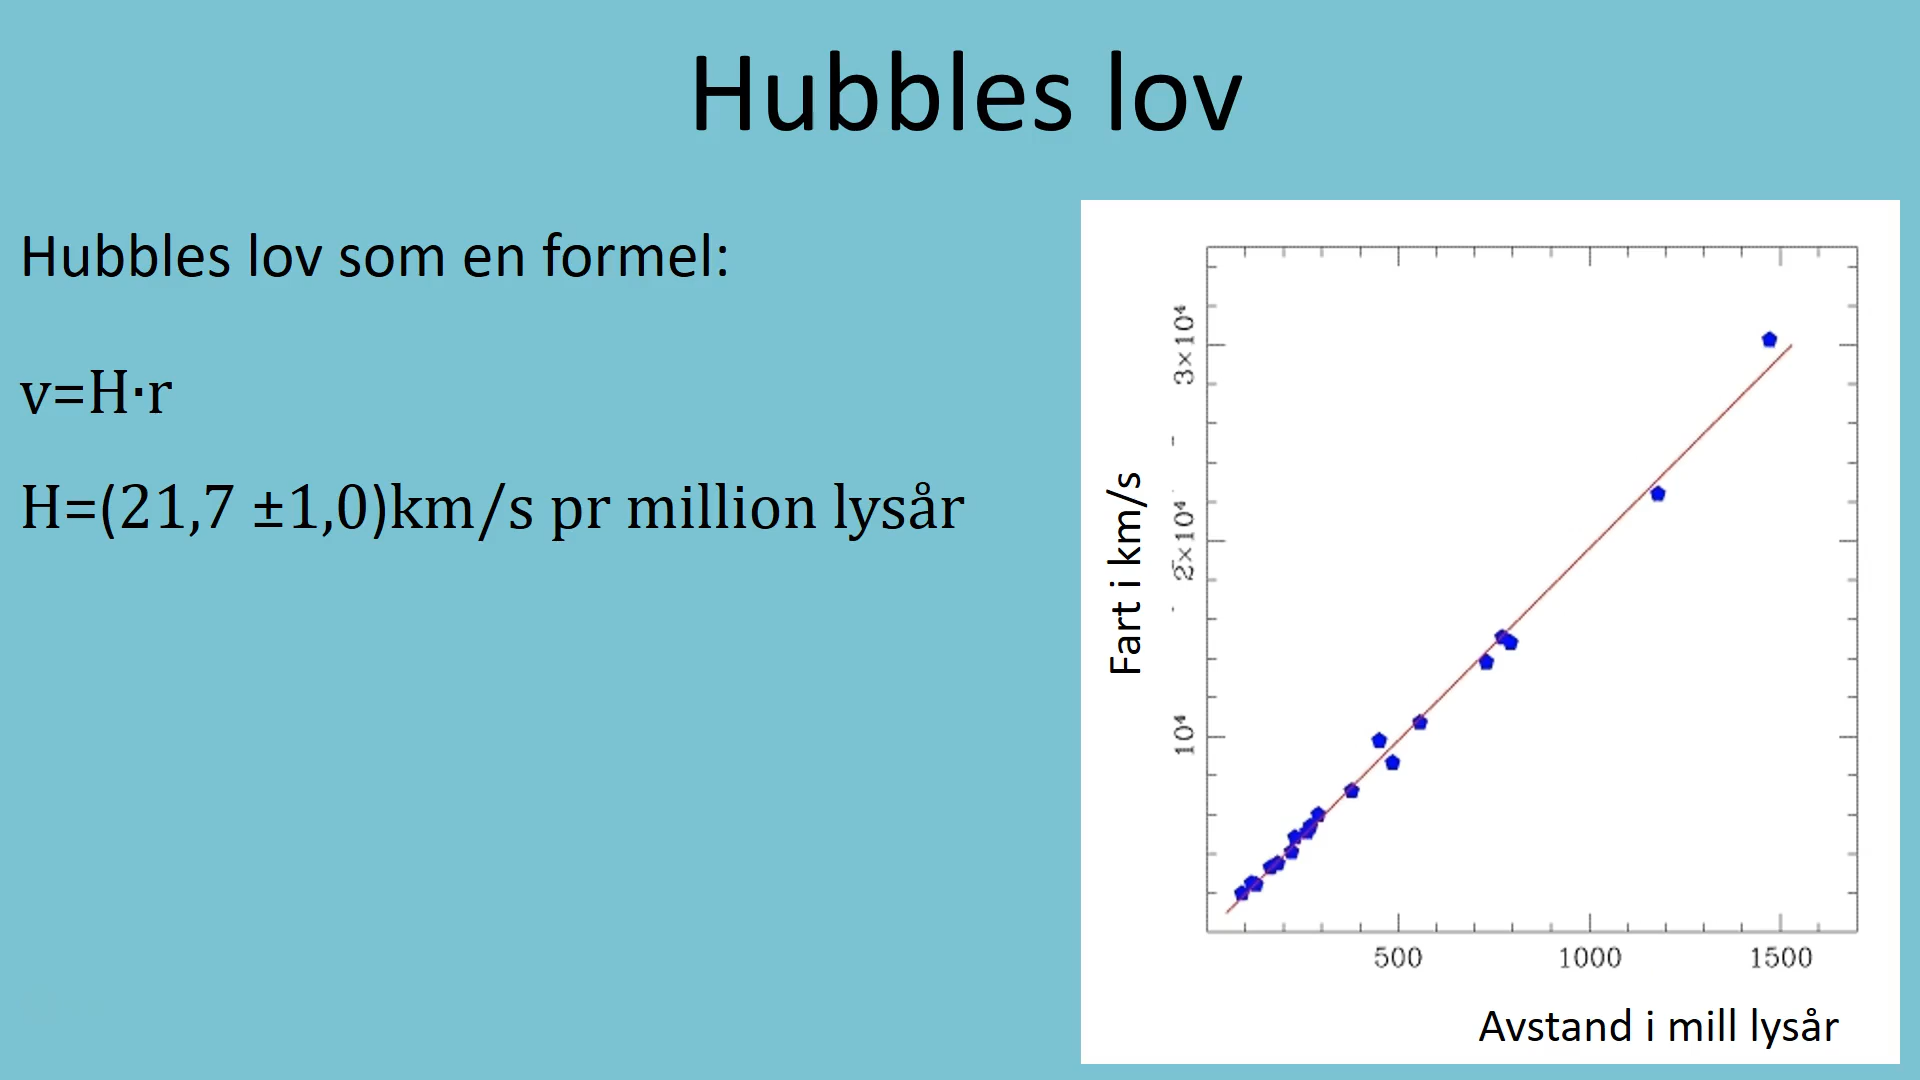 Hubbles lov
Hubbles lov som en formel:
v=H·r
H=(21,7 ±1,0)km/s pr million lysår
Fart i km/s
3×10⁴
2×10⁴
10⁴
500 1000 1500
Avstand i mill lysår